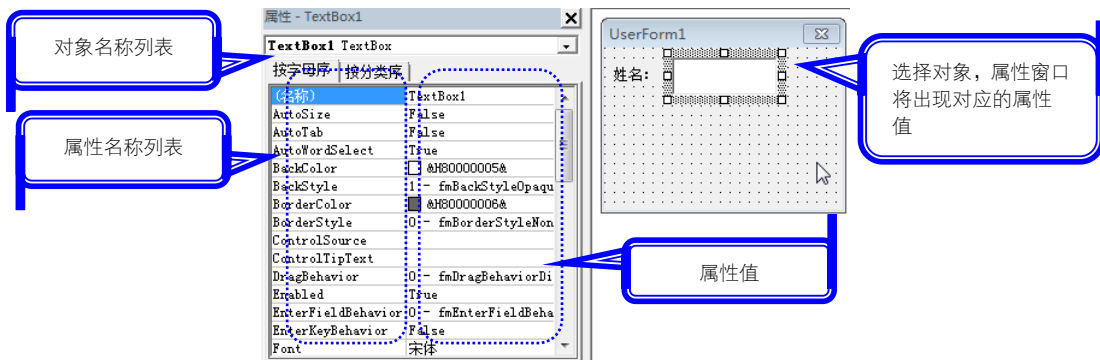 属性 - TextBox1
TextBox1 TextBox
按字母序 按分类序
(名称) TextBox1
AutoSize False
AutoTab False
AutoWordSelect True
BackColor &H80000005&
BackStyle 1 - fmBackStyleOpaqu
BorderColor &H80000006&
BorderStyle 0 - fmBorderStyleNon
ControlSource
ControlTipText
DragBehavior 0 - fmDragBehaviorDi
Enabled True
EnterFieldBehavior 0 - fmEnterFieldBeha
EnterKeyBehavior False
Font 宋体
对象名称列表
属性名称列表
UserForm1
姓名:
选择对象，属性窗口
将出现对应的属性
值
属性值